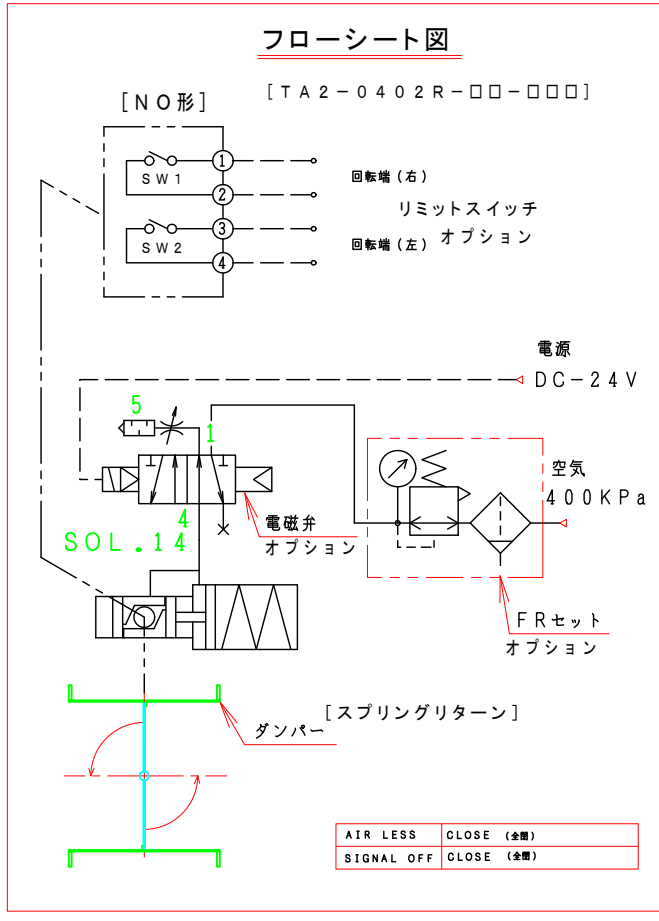 フローシート図
[TA2-0402R-□□-□□□]
[NO形]
SW1
1
2
SW2
3
4
回転端(右)
リミットスイッチ
オプション
回転端(左)
電源
DC-24V
5
1
4
SOL.14
電磁弁
オプション
空気
400KPa
FRセット
オプション
[スプリングリターン]
ダンパー
AIR LESS CLOSE (全閉)
SIGNAL OFF CLOSE (全閉)